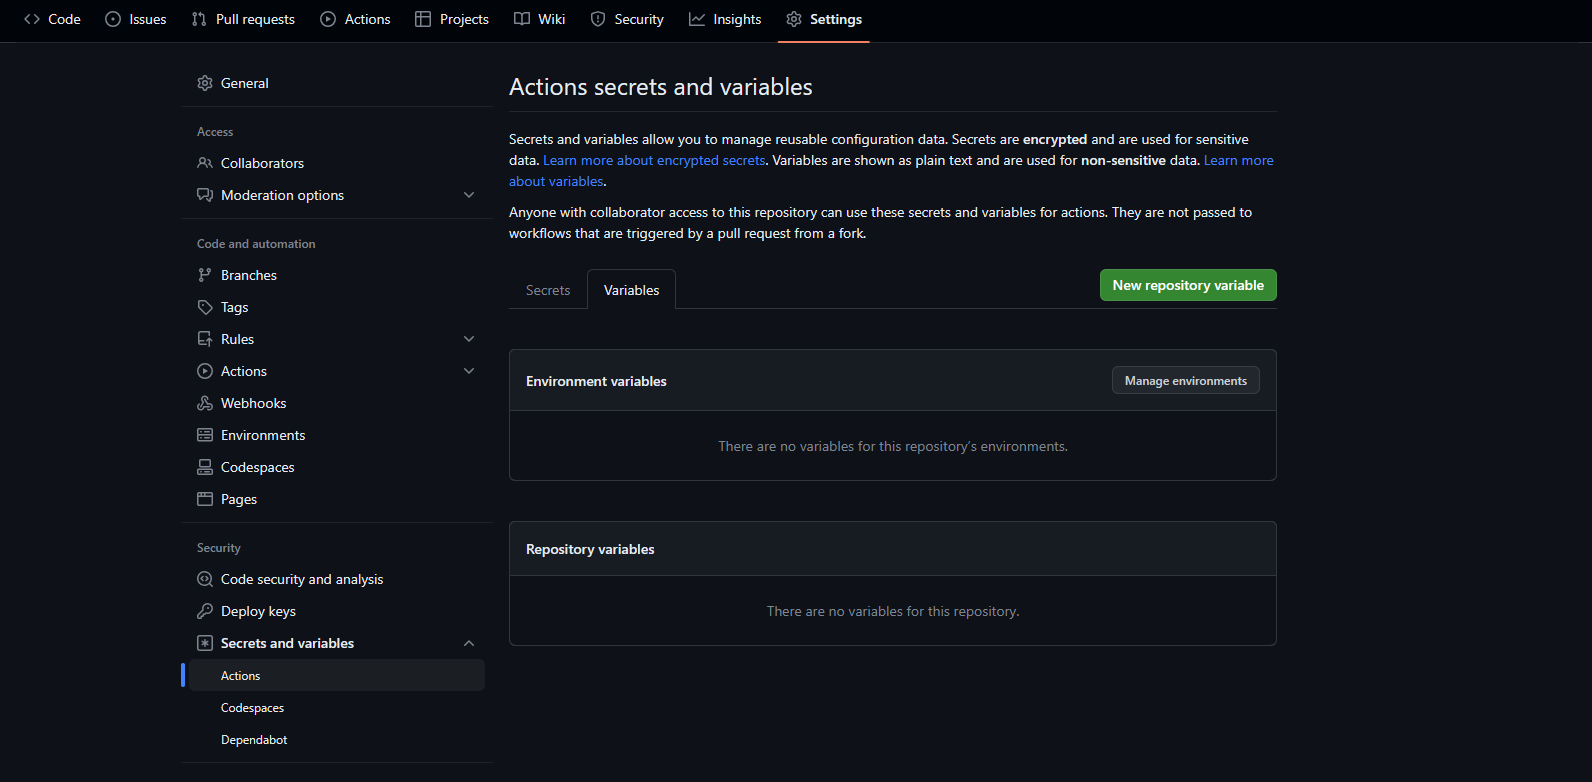 Code Issues Pull requests Actions Projects Wiki Security Insights Settings
General
Access
Collaborators
Moderation options
Code and automation
Branches
Tags
Rules
Actions
Webhooks
Environments
Codespaces
Pages
Security
Code security and analysis
Deploy keys
Secrets and variables
Actions
Codespaces
Dependabot
Actions secrets and variables
Secrets and variables allow you to manage reusable configuration data. Secrets are encrypted and are used for sensitive
data. Learn more about encrypted secrets. Variables are shown as plain text and are used for non-sensitive data. Learn more
about variables.
Anyone with collaborator access to this repository can use these secrets and variables for actions. They are not passed to
workflows that are triggered by a pull request from a fork.
Secrets Variables New repository variable
Environment variables Manage environments
There are no variables for this repository’s environments.
Repository variables
There are no variables for this repository.